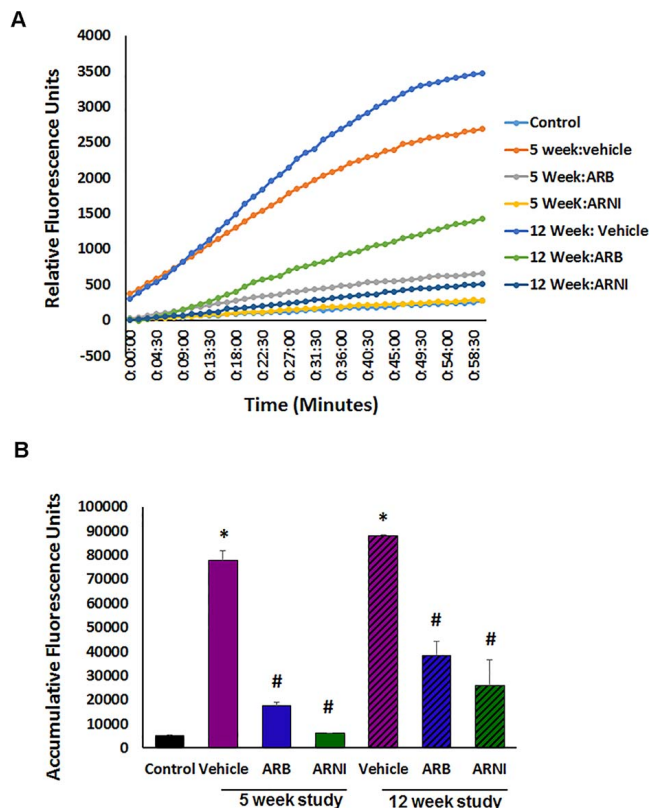 A
Relative Fluorescence Units
4000
3500
3000
2500
2000
1500
1000
500
0
-500
0:00:00
0:04:30
0:09:00
0:13:30
0:18:00
0:22:30
0:27:00
0:31:30
0:36:00
0:40:30
0:45:00
0:49:30
0:54:00
0:58:30
Time (Minutes)
Control
5 week:vehicle
5 Week:ARB
5 WeeK:ARNI
12 Week: Vehicle
12 Week:ARB
12 Week:ARNI
B
Accumulative Fluorescence Units
100000
90000
80000
70000
60000
50000
40000
30000
20000
10000
0
*
#
#
*
#
#
Control Vehicle ARB ARNI Vehicle ARB ARNI
5 week study 12 week study